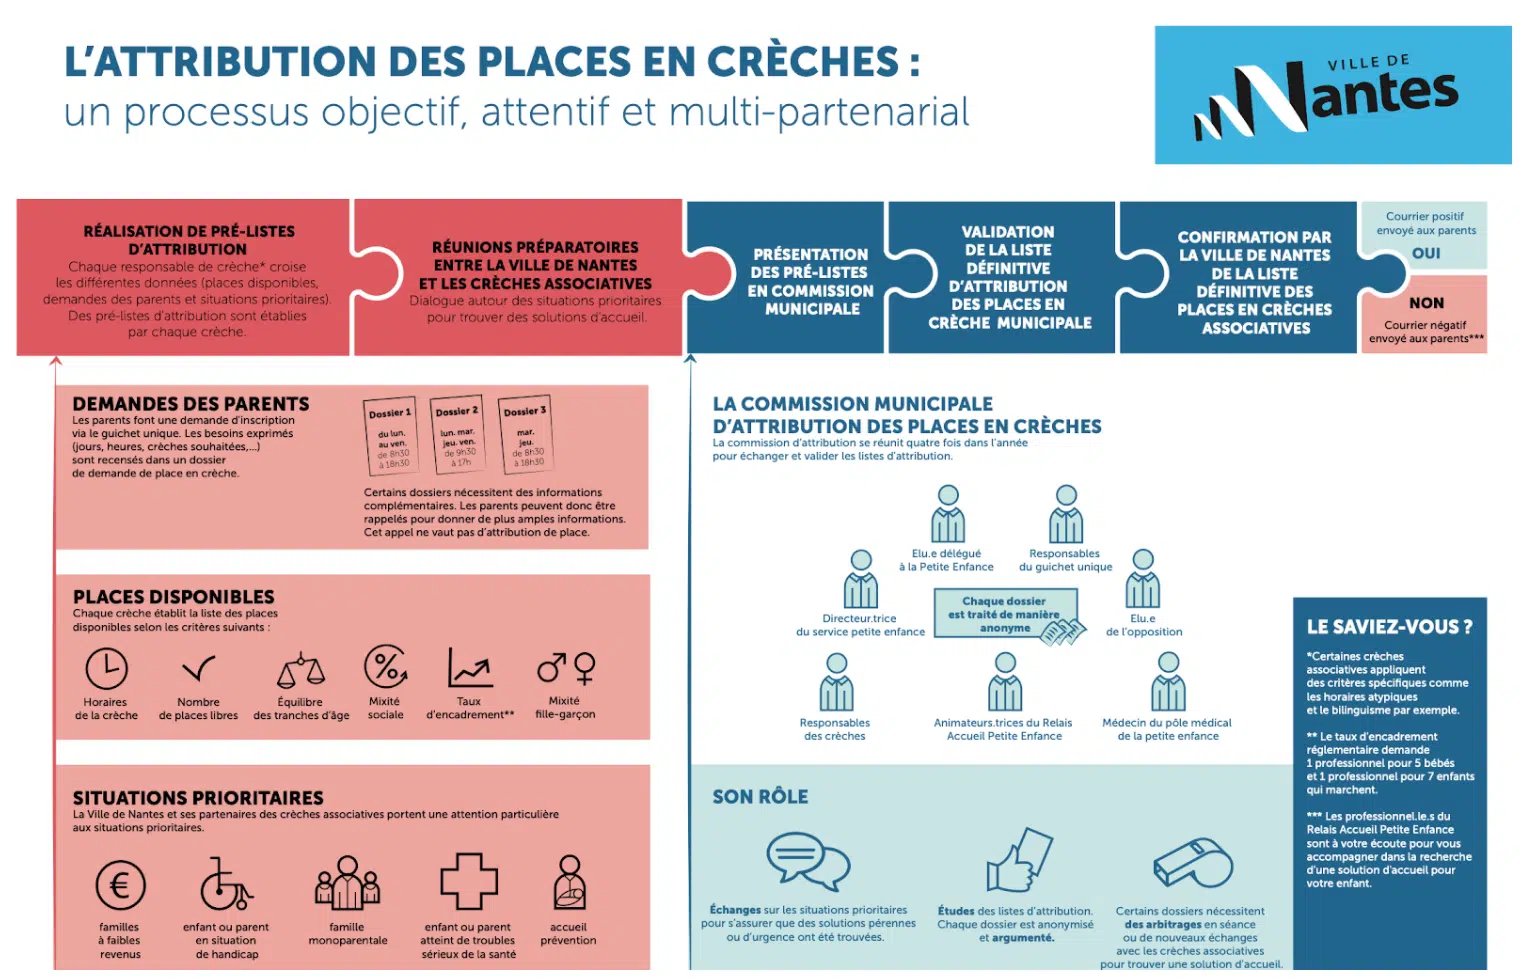 L'ATTRIBUTION DES PLACES EN CRÈCHES :
un processus objectif, attentif et multi-partenarial
VILLE DE
Nantes
RÉALISATION DE PRÉ-LISTES
D'ATTRIBUTION
Chaque responsable de crèche* croise
les différentes données (places disponibles,
demandes des parents et situations prioritaires).
Des pré-listes d'attribution sont établies
par chaque crèche.
RÉUNIONS PRÉPARATOIRES
ENTRE LA VILLE DE NANTES
ET LES CRÈCHES ASSOCIATIVES
Dialogue autour des situations prioritaires
pour trouver des solutions d'accueil.
PRÉSENTATION
DES PRÉ-LISTES
EN COMMISSION
MUNICIPALE
VALIDATION
DE LA LISTE
DÉFINITIVE
D'ATTRIBUTION
DES PLACES EN
CRÈCHE MUNICIPALE
CONFIRMATION PAR
LA VILLE DE NANTES
DE LA LISTE
DÉFINITIVE DES
PLACES EN CRÈCHES
ASSOCIATIVES
Courrier positif
envoyé aux parents
OUI
NON
Courrier négatif
envoyé aux parents***
DEMANDES DES PARENTS
Les parents font une demande d'inscription
via le guichet unique. Les besoins exprimés
(jours, heures, crèches souhaitées,...)
sont recensés dans un dossier
de demande de place en crèche.
Dossier 1
du lun.
au ven.
de 8h30
à 18h30
Dossier 2
lun. mar.
jeu. ven.
de 9h30
à 17h
Dossier 3
mar.
jeu.
de 8h30
à 18h30
Certains dossiers nécessitent des informations
complémentaires. Les parents peuvent donc être
rappelés pour donner de plus amples informations.
Cet appel ne vaut pas d'attribution de place.
PLACES DISPONIBLES
Chaque crèche établit la liste des places
disponibles selon les critères suivants :
Horaires
de la crèche
Nombre
de places libres
Équilibre
des tranches d'âge
%
Mixité
sociale
Taux
d'encadrement**
Mixité
fille-garçon
SITUATIONS PRIORITAIRES
La Ville de Nantes et ses partenaires des crèches associatives portent une attention particulière
aux situations prioritaires.
€
familles
à faibles
revenus
enfant ou parent
en situation
de handicap
famille
monoparentale
enfant ou parent
atteint de troubles
sérieux de la santé
accueil
prévention
LA COMMISSION MUNICIPALE
D'ATTRIBUTION DES PLACES EN CRÈCHES
La commission d'attribution se réunit quatre fois dans l'année
pour échanger et valider les listes d'attribution.
Elu.e délégué
à la Petite Enfance
Responsables
du guichet unique
Directeur.trice
du service petite enfance
Chaque dossier
est traité de manière
anonyme
Elu.e
de l'opposition
Responsables
des crèches
Animateurs.trices du Relais
Accueil Petite Enfance
Médecin du pôle médical
de la petite enfance
SON RÔLE
Échanges sur les situations prioritaires
pour s'assurer que des solutions pérennes
ou d'urgence ont été trouvées.
Études des listes d'attribution.
Chaque dossier est anonymisé
et argumenté.
Certains dossiers nécessitent
des arbitrages en séance
ou de nouveaux échanges
avec les crèches associatives
pour trouver une solution d'accueil.
LE SAVIEZ-VOUS ?
*Certaines crèches
associatives appliquent
des critères spécifiques comme
les horaires atypiques
et le bilinguisme par exemple.
** Le taux d'encadrement
réglementaire demande
1 professionnel pour 5 bébés
et 1 professionnel pour 7 enfants
qui marchent.
*** Les professionnel.le.s du
Relais Accueil Petite Enfance
sont à votre écoute pour vous
accompagner dans la recherche
d'une solution d'accueil pour
votre enfant.